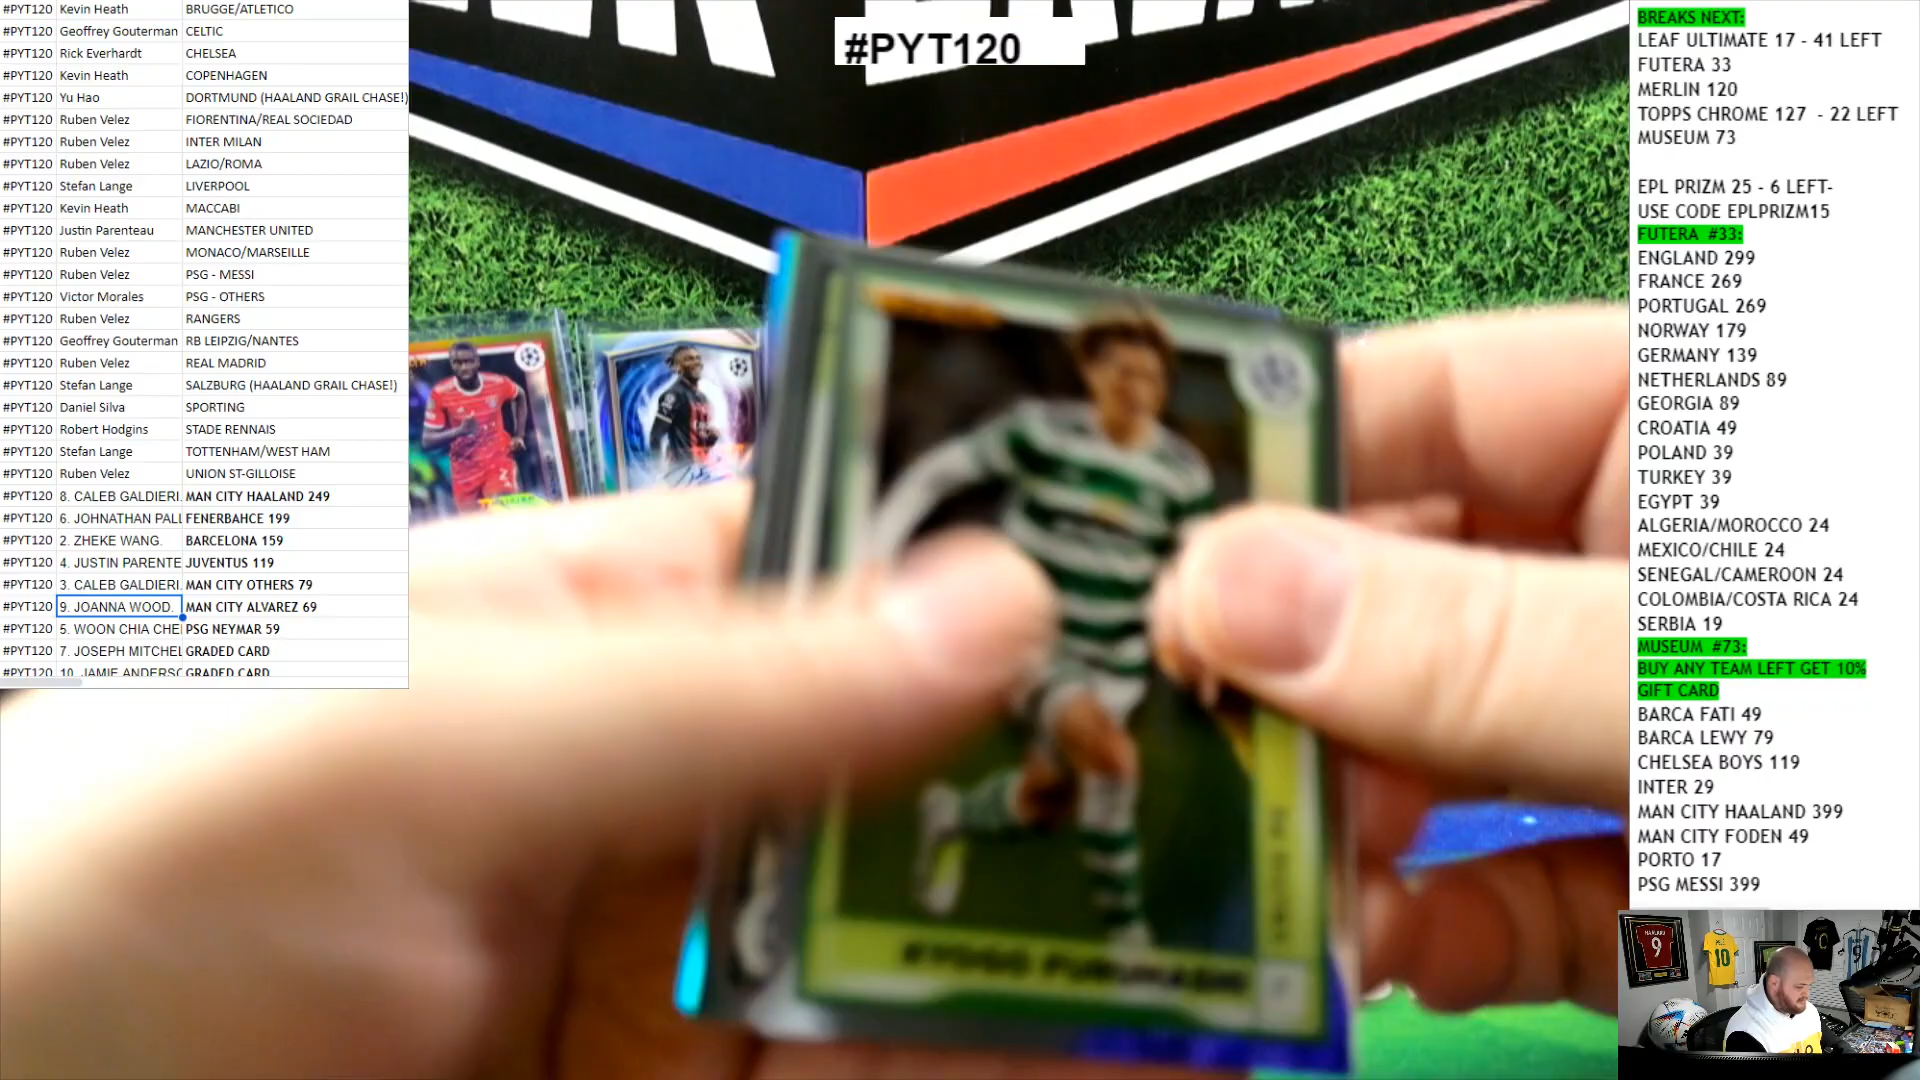 #PYT120 Kevin Heath BRUGGE/ATLETICO
#PYT120 Geoffrey Gouterman CELTIC
#PYT120 Rick Everhardt CHELSEA
#PYT120 Kevin Heath COPENHAGEN
#PYT120 Yu Hao DORTMUND (HAALAND GRAIL CHASE!)
#PYT120 Ruben Velez FIORENTINA/REAL SOCIEDAD
#PYT120 Ruben Velez INTER MILAN
#PYT120 Ruben Velez LAZIO/ROMA
#PYT120 Stefan Lange LIVERPOOL
#PYT120 Kevin Heath MACCABI
#PYT120 Justin Parenteau MANCHESTER UNITED
#PYT120 Ruben Velez MONACO/MARSEILLE
#PYT120 Ruben Velez PSG - MESSI
#PYT120 Victor Morales PSG - OTHERS
#PYT120 Ruben Velez RANGERS
#PYT120 Geoffrey Gouterman RB LEIPZIG/NANTES
#PYT120 Ruben Velez REAL MADRID
#PYT120 Stefan Lange SALZBURG (HAALAND GRAIL CHASE!)
#PYT120 Daniel Silva SPORTING
#PYT120 Robert Hodgins STADE RENNAIS
#PYT120 Stefan Lange TOTTENHAM/WEST HAM
#PYT120 Ruben Velez UNION ST-GILLOISE
#PYT120 8. CALEB GALDIERI. MAN CITY HAALAND 249
#PYT120 6. JOHNATHAN PALL FENERBAHCE 199
#PYT120 2. ZHEKE WANG. BARCELONA 159
#PYT120 4. JUSTIN PARENTE JUVENTUS 119
#PYT120 3. CALEB GALDIERI. MAN CITY OTHERS 79
#PYT120 9. JOANNA WOOD. MAN CITY ALVAREZ 69
#PYT120 5. WOON CHIA CHE PSG NEYMAR 59
#PYT120 7. JOSEPH MITCHEL GRADED CARD
#PYT120 10. JAMIE ANDERSO GRADED CARD
#PYT120
KYOGO FURUHASHI
BREAKS NEXT:
LEAF ULTIMATE 17 - 41 LEFT
FUTERA 33
MERLIN 120
TOPPS CHROME 127 - 22 LEFT
MUSEUM 73
EPL PRIZM 25 - 6 LEFT-
USE CODE EPLPRIZM15
FUTERA #33:
ENGLAND 299
FRANCE 269
PORTUGAL 269
NORWAY 179
GERMANY 139
NETHERLANDS 89
GEORGIA 89
CROATIA 49
POLAND 39
TURKEY 39
EGYPT 39
ALGERIA/MOROCCO 24
MEXICO/CHILE 24
SENEGAL/CAMEROON 24
COLOMBIA/COSTA RICA 24
SERBIA 19
MUSEUM #73:
BUY ANY TEAM LEFT GET 10%
GIFT CARD
BARCA FATI 49
BARCA LEWY 79
CHELSEA BOYS 119
INTER 29
MAN CITY HAALAND 399
MAN CITY FODEN 49
PORTO 17
PSG MESSI 399
HAALAND
9
10